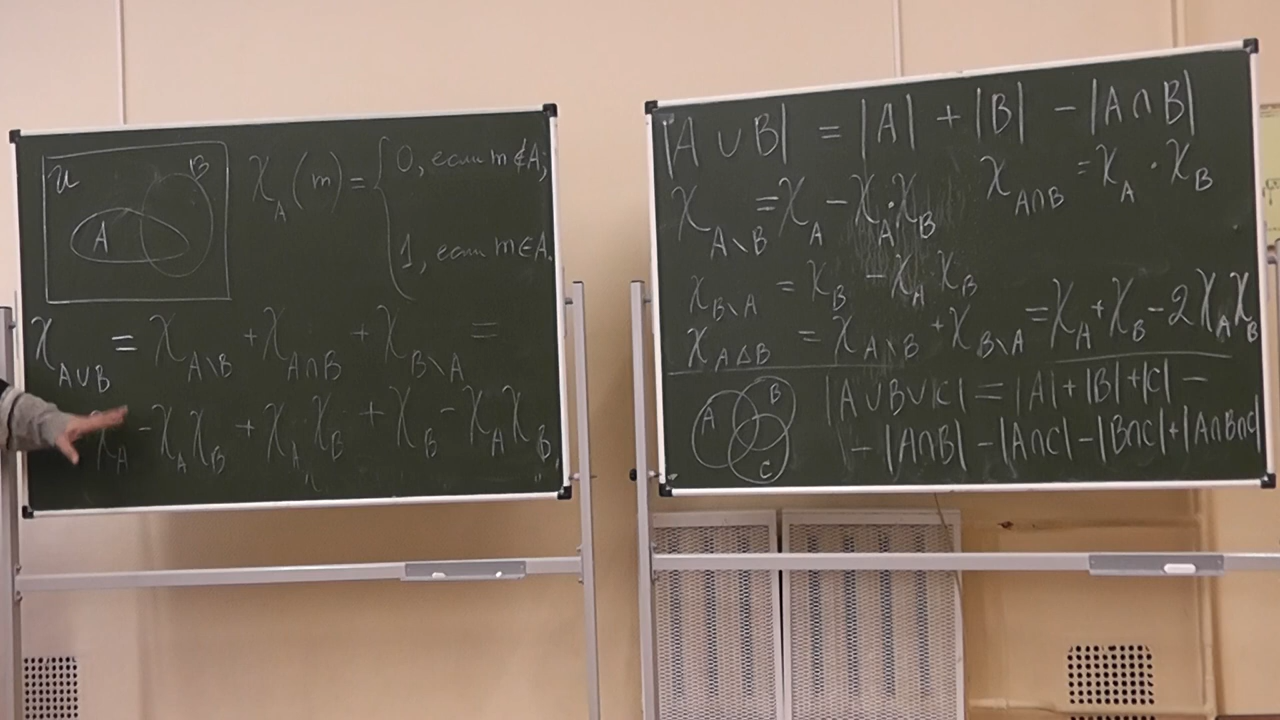 U
B
A
χ_A (m) = { 0, если m ∉ A;
1, если m ∈ A.
χ_{A∪B} = χ_{A\B} + χ_{A∩B} + χ_{B\A} =
χ_A - χ_A χ_B + χ_A χ_B + χ_B - χ_A χ_B
|A ∪ B| = |A| + |B| - |A ∩ B|
χ_{A\B} = χ_A - χ_A · χ_B
χ_{A∩B} = χ_A · χ_B
χ_{B\A} = χ_B - χ_A χ_B
χ_{A△B} = χ_{A\B} + χ_{B\A} = χ_A + χ_B - 2χ_A χ_B
A
B
C
|A ∪ B ∪ C| = |A| + |B| + |C| -
- |A∩B| - |A∩C| - |B∩C| + |A∩B∩C|